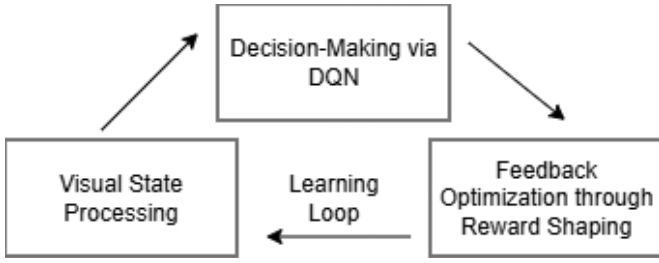 Decision-Making via
DQN
Visual State
Processing
Learning
Loop
Feedback
Optimization through
Reward Shaping